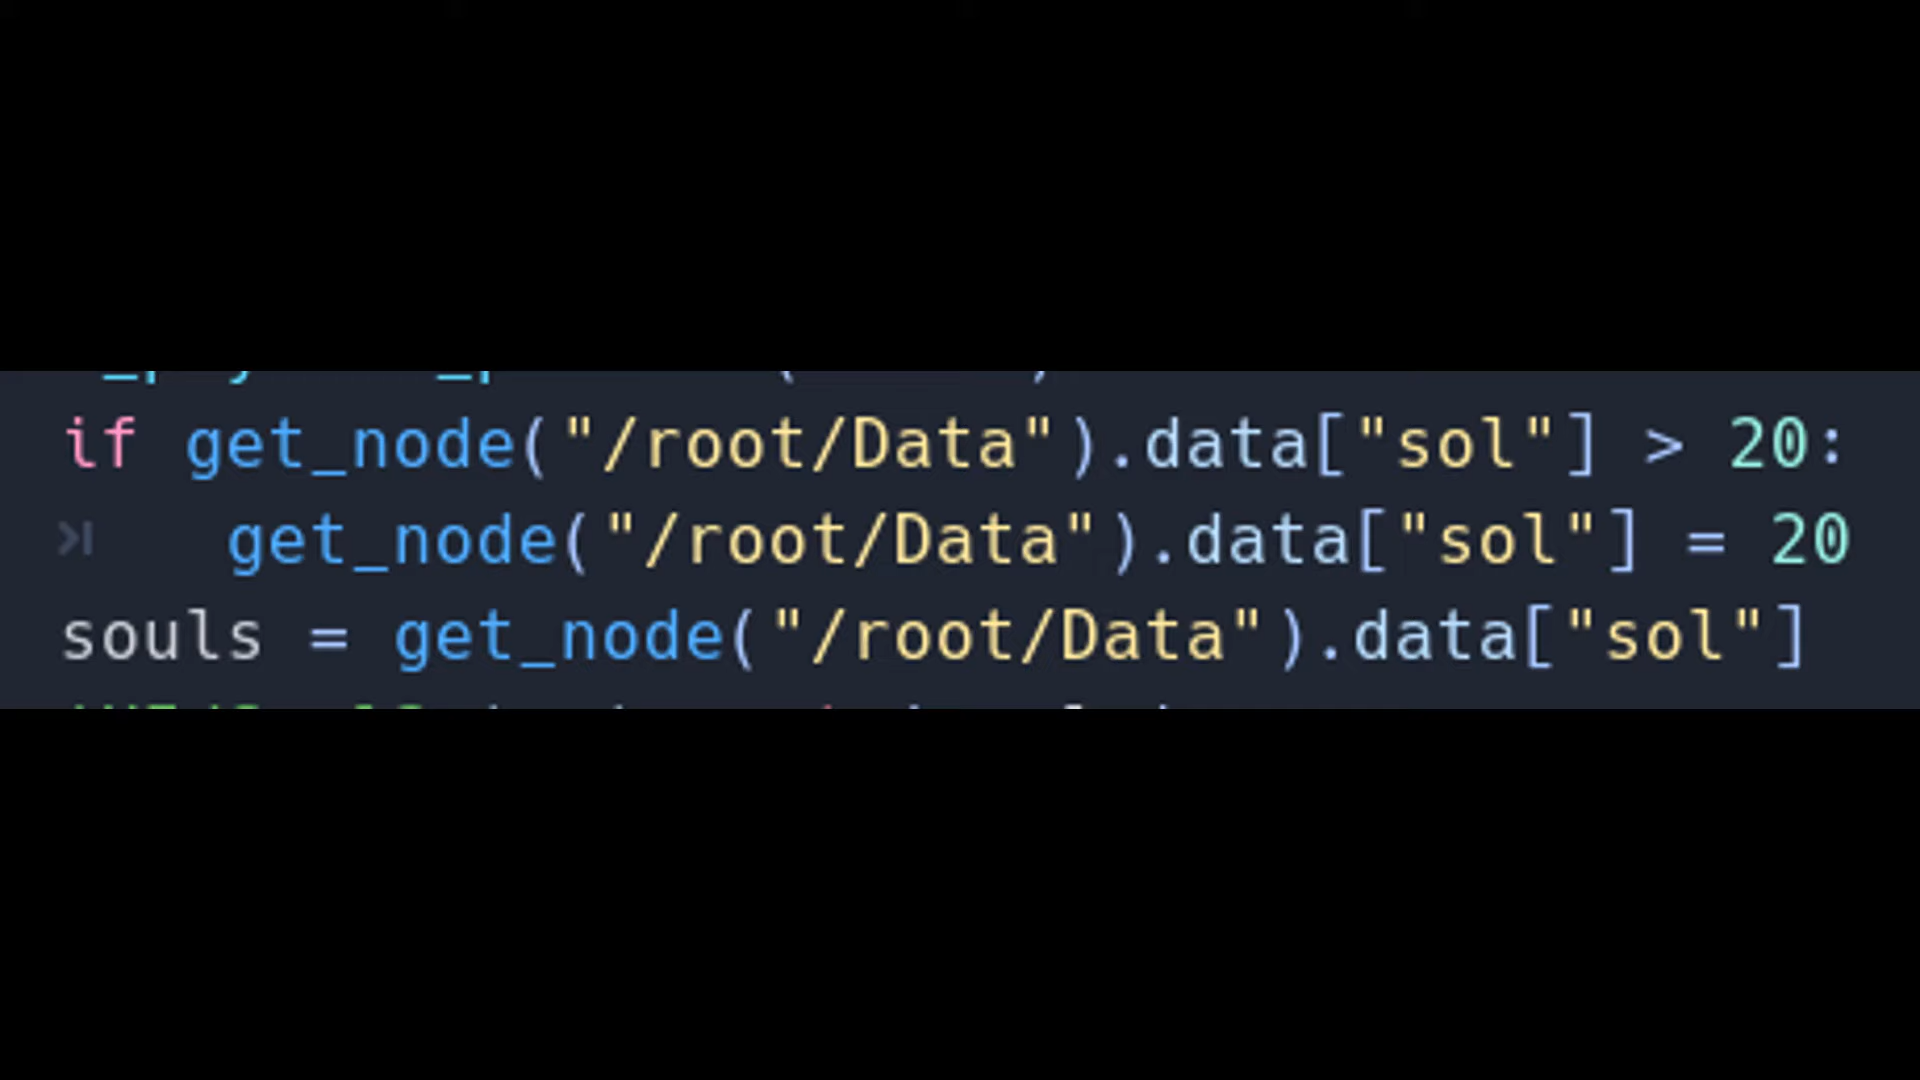 if get_node("/root/Data").data["sol"] > 20:
get_node("/root/Data").data["sol"] = 20
souls = get_node("/root/Data").data["sol"]